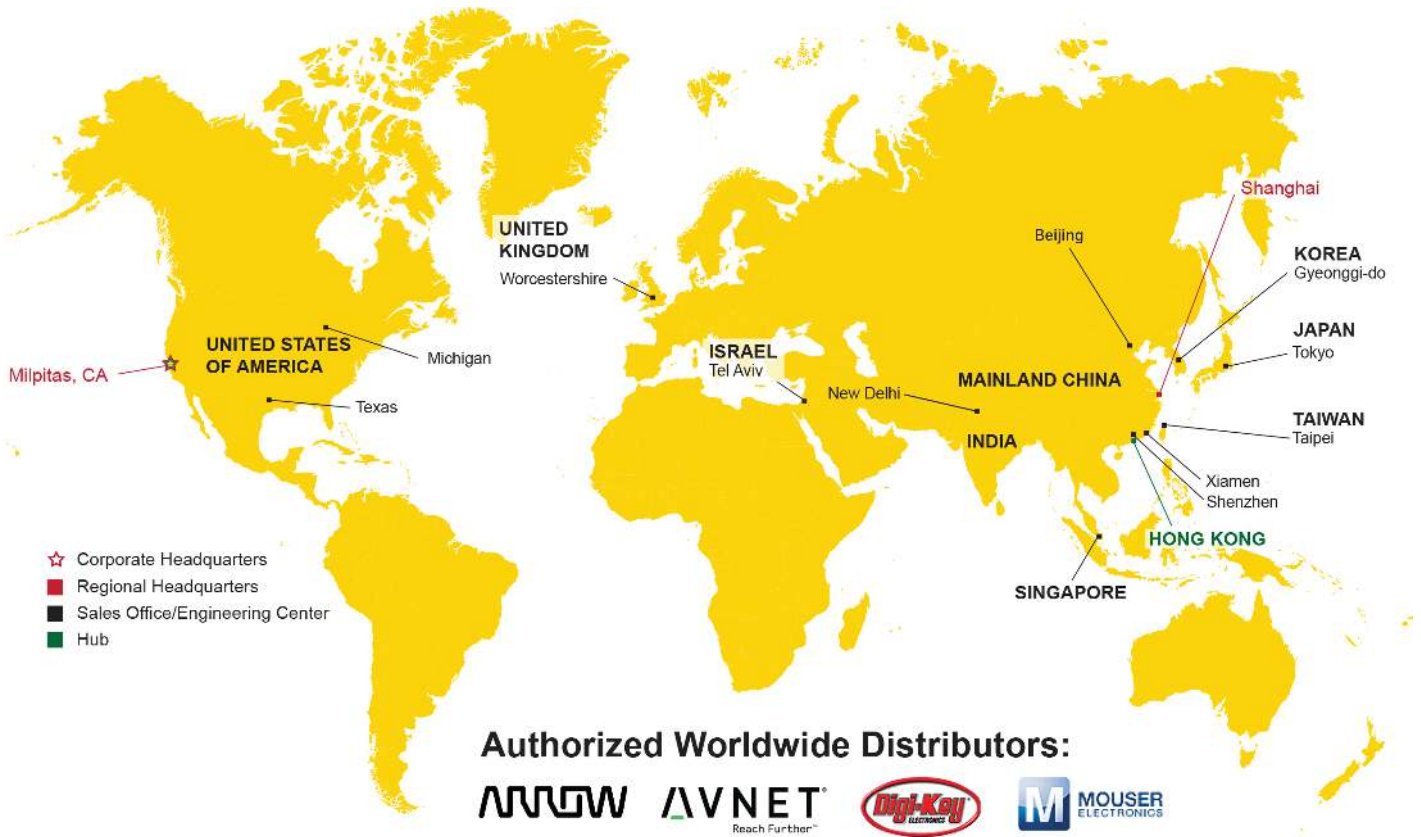 Shanghai
UNITED
KINGDOM
Worcestershire
Beijing
KOREA
Gyeonggi-do
UNITED STATES
OF AMERICA
Michigan
Milpitas, CA
Texas
ISRAEL
Tel Aviv
New Delhi
MAINLAND CHINA
INDIA
JAPAN
Tokyo
TAIWAN
Taipei
Xiamen
Shenzhen
HONG KONG
SINGAPORE
Corporate Headquarters
Regional Headquarters
Sales Office/Engineering Center
Hub
Authorized Worldwide Distributors:
ARROW
AVNET®
Reach Further™
Digi-Key®
ELECTRONICS
M MOUSER
ELECTRONICS